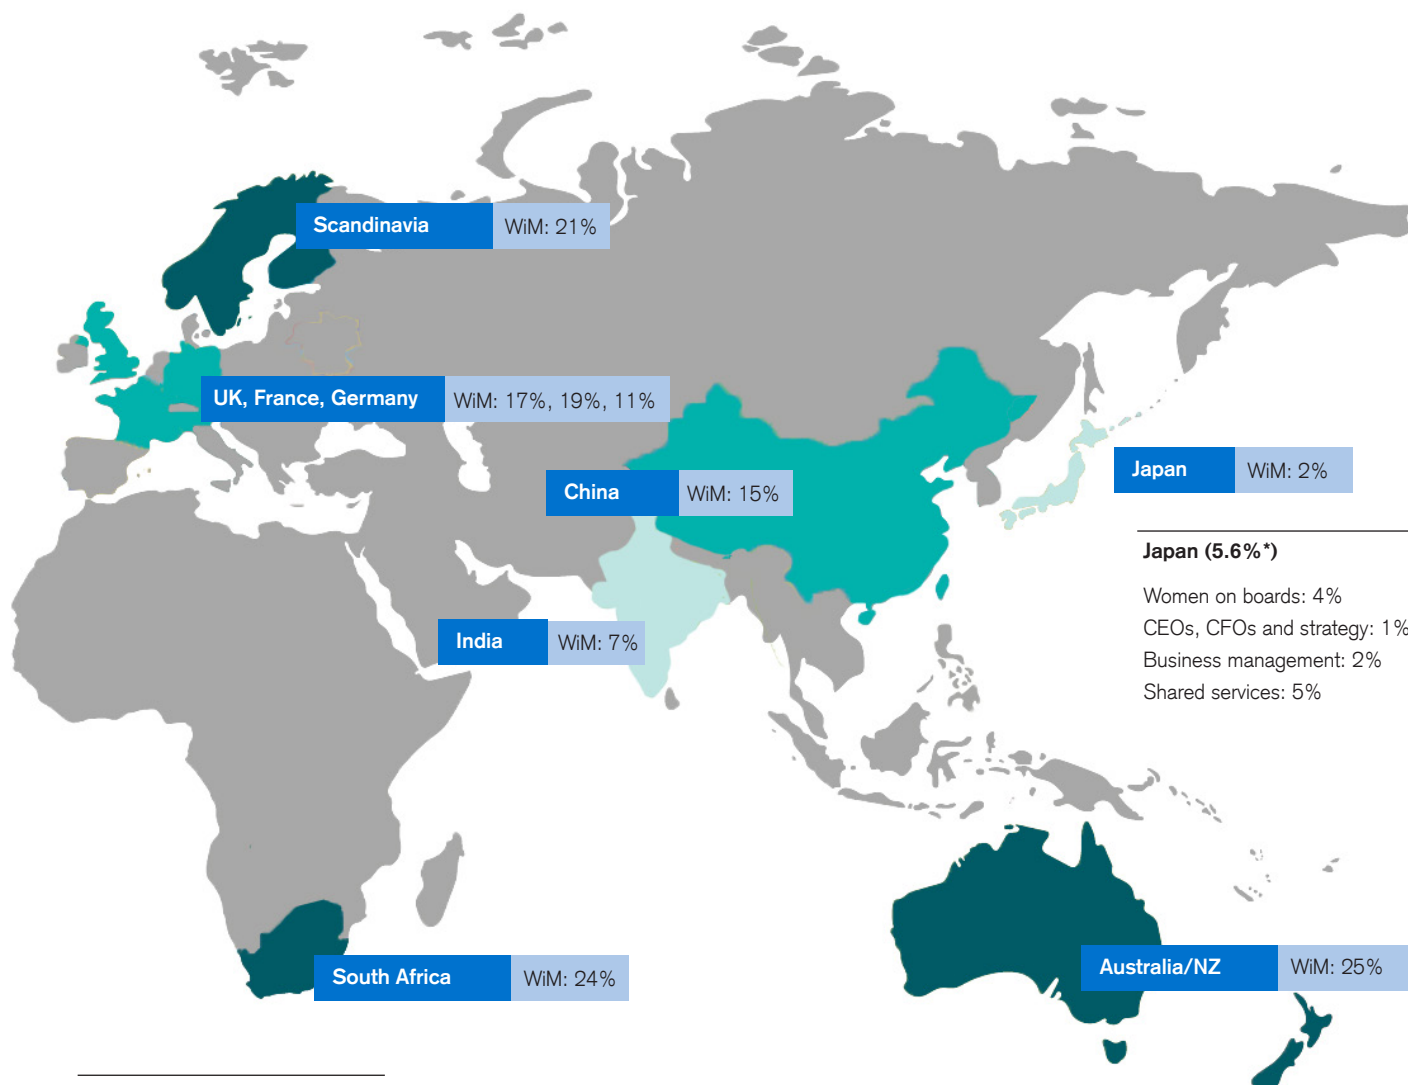 Scandinavia WiM: 21%
UK, France, Germany WiM: 17%, 19%, 11%
Japan WiM: 2%
China WiM: 15%
Japan (5.6%*)
Women on boards: 4%
CEOs, CFOs and strategy: 1%
Business management: 2%
Shared services: 5%
India WiM: 7%
South Africa WiM: 24%
Australia/NZ WiM: 25%